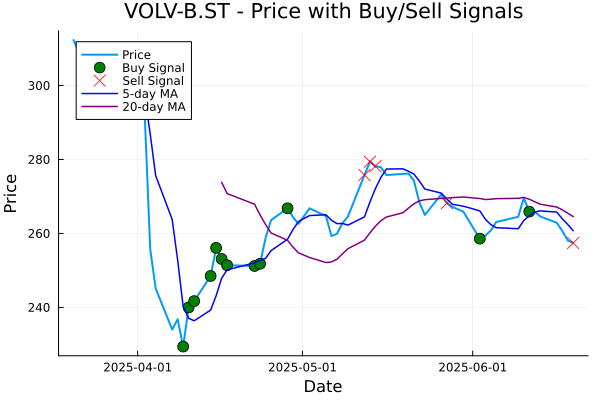 VOLV-B.ST - Price with Buy/Sell Signals
Price
Buy Signal
Sell Signal
5-day MA
20-day MA
300
280
260
240
Price
2025-04-01
2025-05-01
2025-06-01
Date